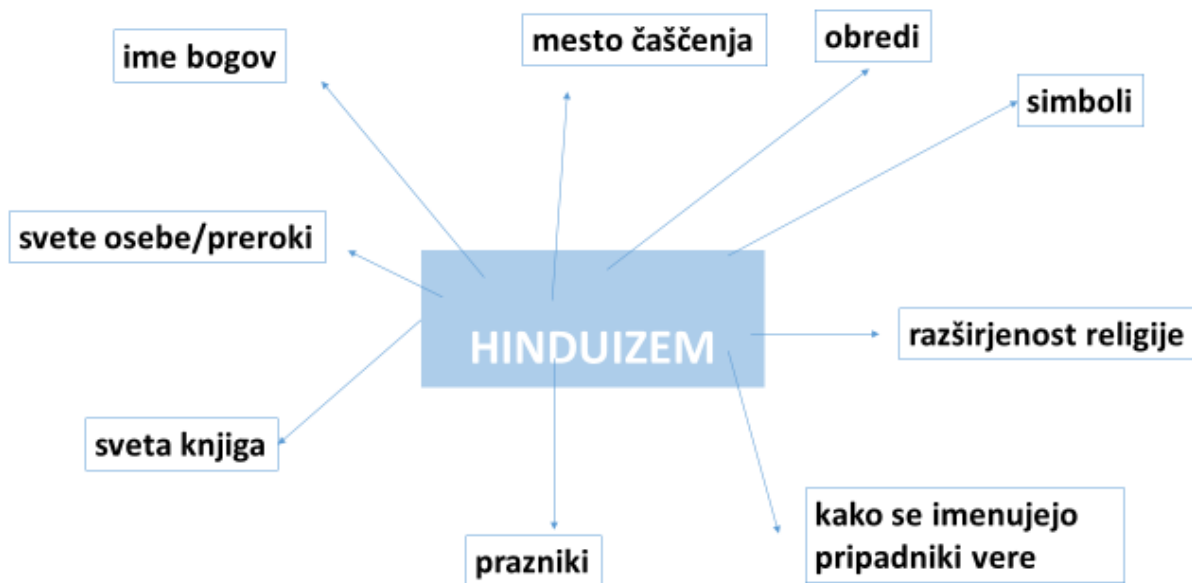 ime bogov
mesto čaščenja
obredi
simboli
svete osebe/preroki
HINDUIZEM
razširjenost religije
sveta knjiga
prazniki
kako se imenujejo
pripadniki vere